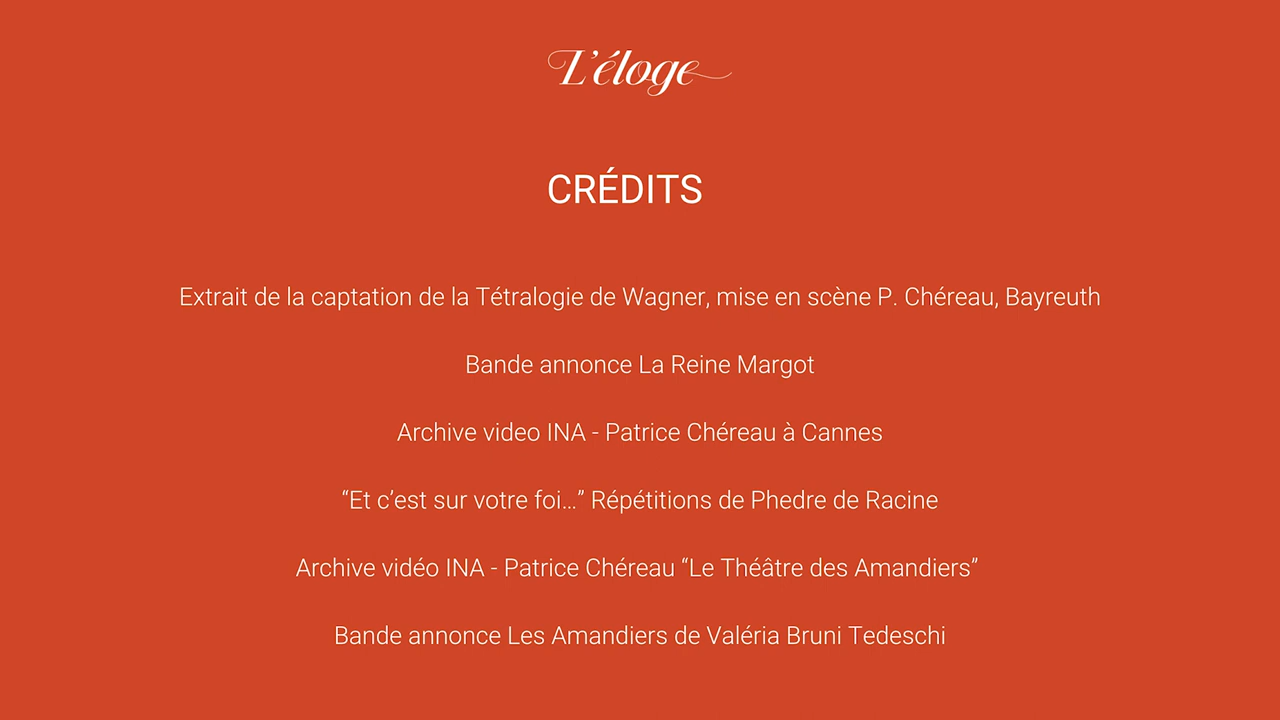 L’éloge
CRÉDITS
Extrait de la captation de la Tétralogie de Wagner, mise en scène P. Chéreau, Bayreuth
Bande annonce La Reine Margot
Archive video INA - Patrice Chéreau à Cannes
“Et c’est sur votre foi...” Répétitions de Phedre de Racine
Archive vidéo INA - Patrice Chéreau “Le Théâtre des Amandiers”
Bande annonce Les Amandiers de Valéria Bruni Tedeschi